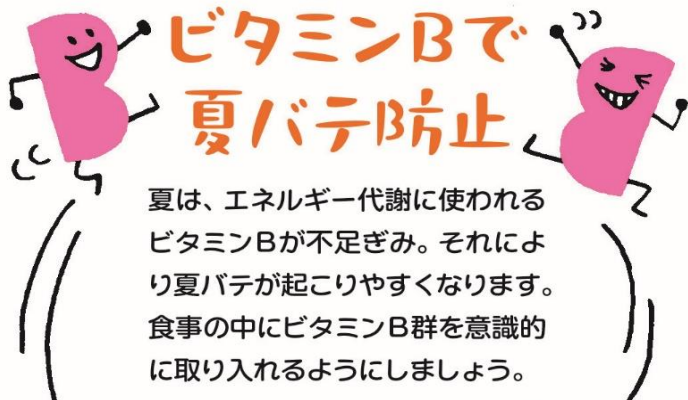 ビタミンBで
夏バテ防止
夏は、エネルギー代謝に使われる
ビタミンBが不足ぎみ。それによ
り夏バテが起こりやすくなります。
食事の中にビタミンB群を意識的
に取り入れるようにしましょう。